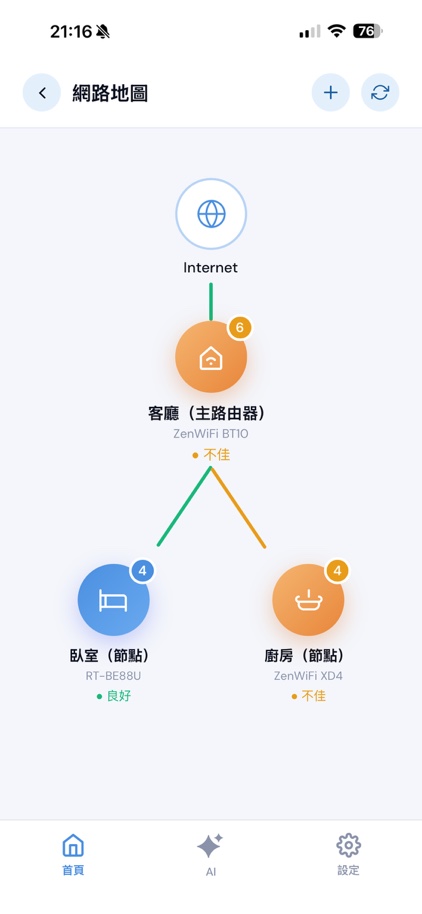 21:16
76
網路地圖
Internet
6
客廳（主路由器）
ZenWiFi BT10
不佳
4
4
臥室（節點）
廚房（節點）
RT-BE88U
ZenWiFi XD4
良好
不佳
首頁
AI
設定